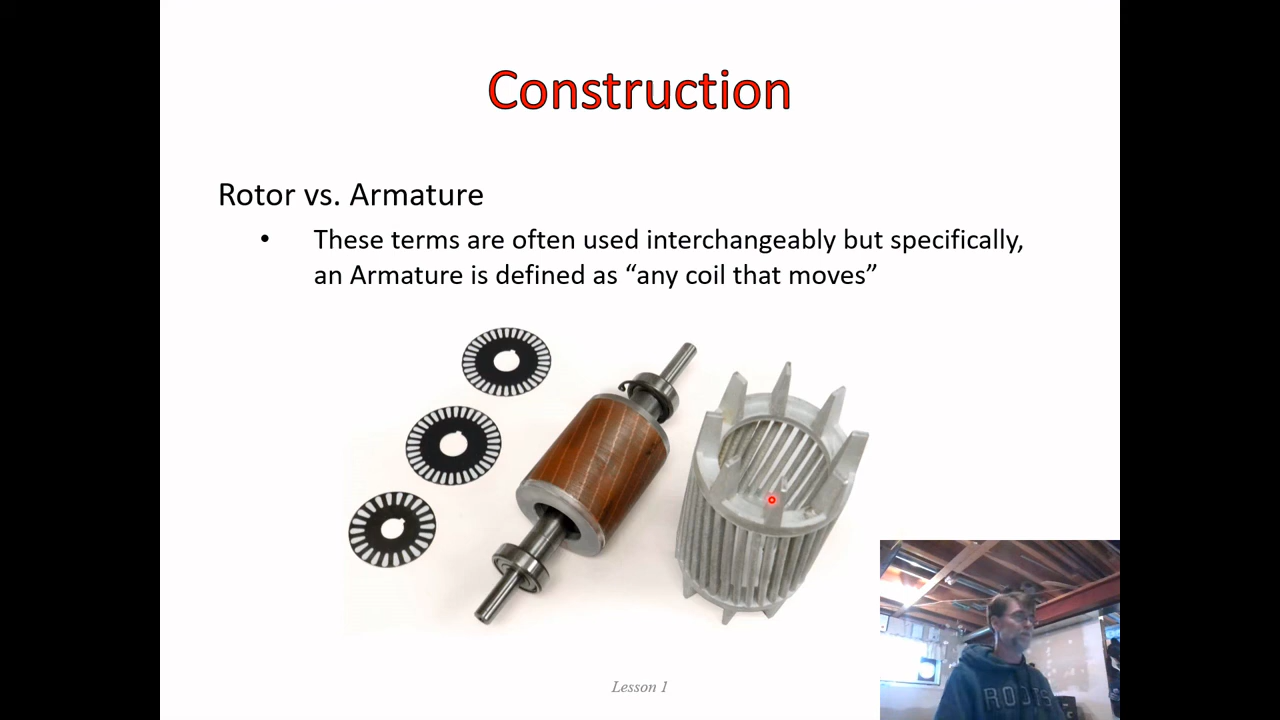 Construction
Rotor vs. Armature
• These terms are often used interchangeably but specifically,
an Armature is defined as “any coil that moves”
Lesson 1
ROOTS